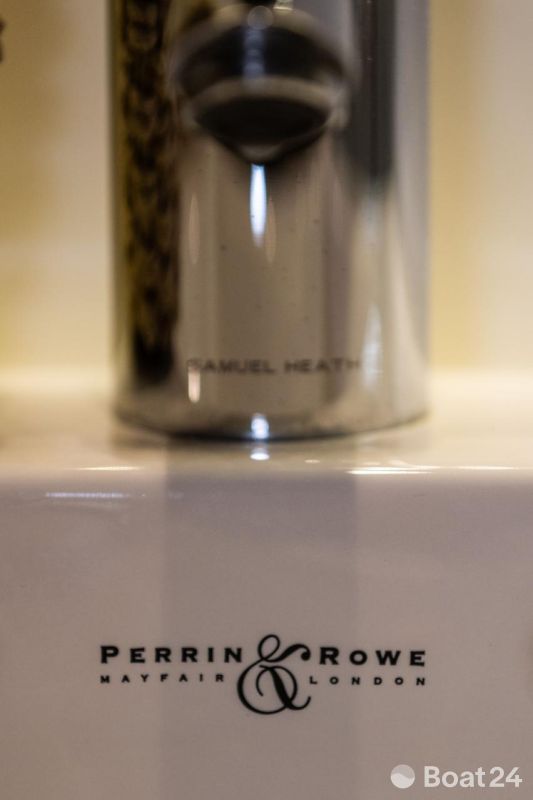 SAMUEL HEATH
PERRIN & ROWE
MAYFAIR LONDON
Boat24